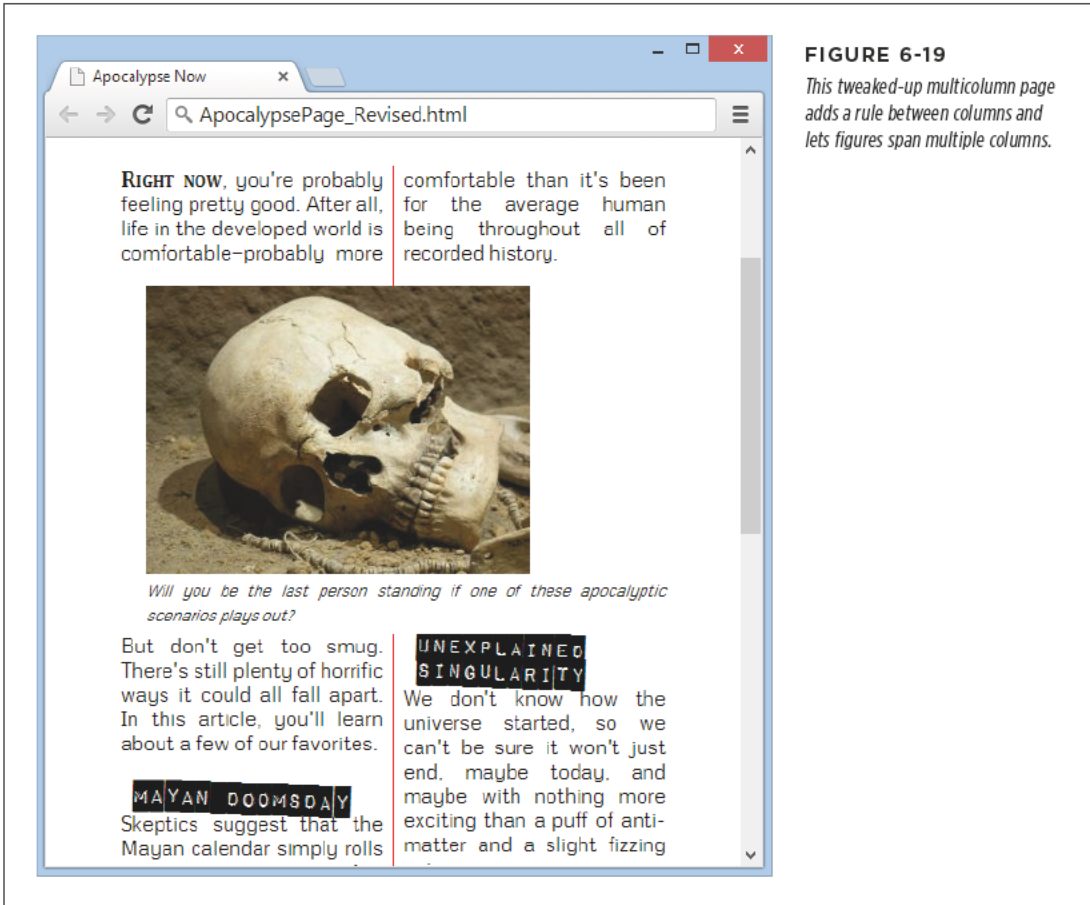 Apocalypse Now
x
x
ApocalypsePage_Revised.html
RIGHT NOW, you're probably
feeling pretty good. After all,
life in the developed world is
comfortable–probably more
comfortable than it's been
for the average human
being throughout all of
recorded history.
Will you be the last person standing if one of these apocalyptic
scenarios plays out?
But don't get too smug.
There's still plenty of horrific
ways it could all fall apart.
In this article, you'll learn
about a few of our favorites.
MAYAN DOOMSDAY
Skeptics suggest that the
Mayan calendar simply rolls
UNEXPLAINED
SINGULARITY
We don't know how the
universe started, so we
can't be sure it won't just
end, maybe today, and
maybe with nothing more
exciting than a puff of anti-
matter and a slight fizzing
FIGURE 6-19
This tweaked-up multicolumn page
adds a rule between columns and
lets figures span multiple columns.